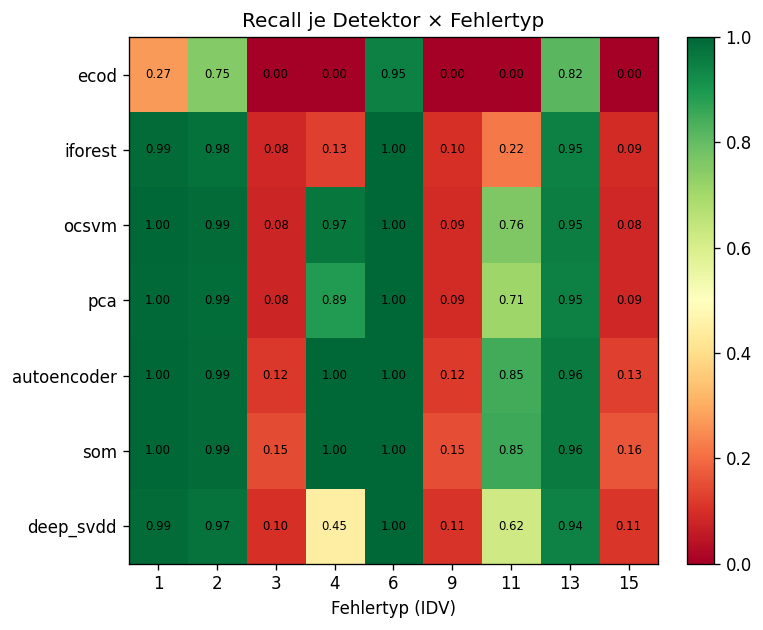 Recall je Detektor × Fehlertyp
ecod 0.27 0.75 0.00 0.00 0.95 0.00 0.00 0.82 0.00
iforest 0.99 0.98 0.08 0.13 1.00 0.10 0.22 0.95 0.09
ocsvm 1.00 0.99 0.08 0.97 1.00 0.09 0.76 0.95 0.08
pca 1.00 0.99 0.08 0.89 1.00 0.09 0.71 0.95 0.09
autoencoder 1.00 0.99 0.12 1.00 1.00 0.12 0.85 0.96 0.13
som 1.00 0.99 0.15 1.00 1.00 0.15 0.85 0.96 0.16
deep_svdd 0.99 0.97 0.10 0.45 1.00 0.11 0.62 0.94 0.11
1 2 3 4 6 9 11 13 15
Fehlertyp (IDV)
1.0
0.8
0.6
0.4
0.2
0.0